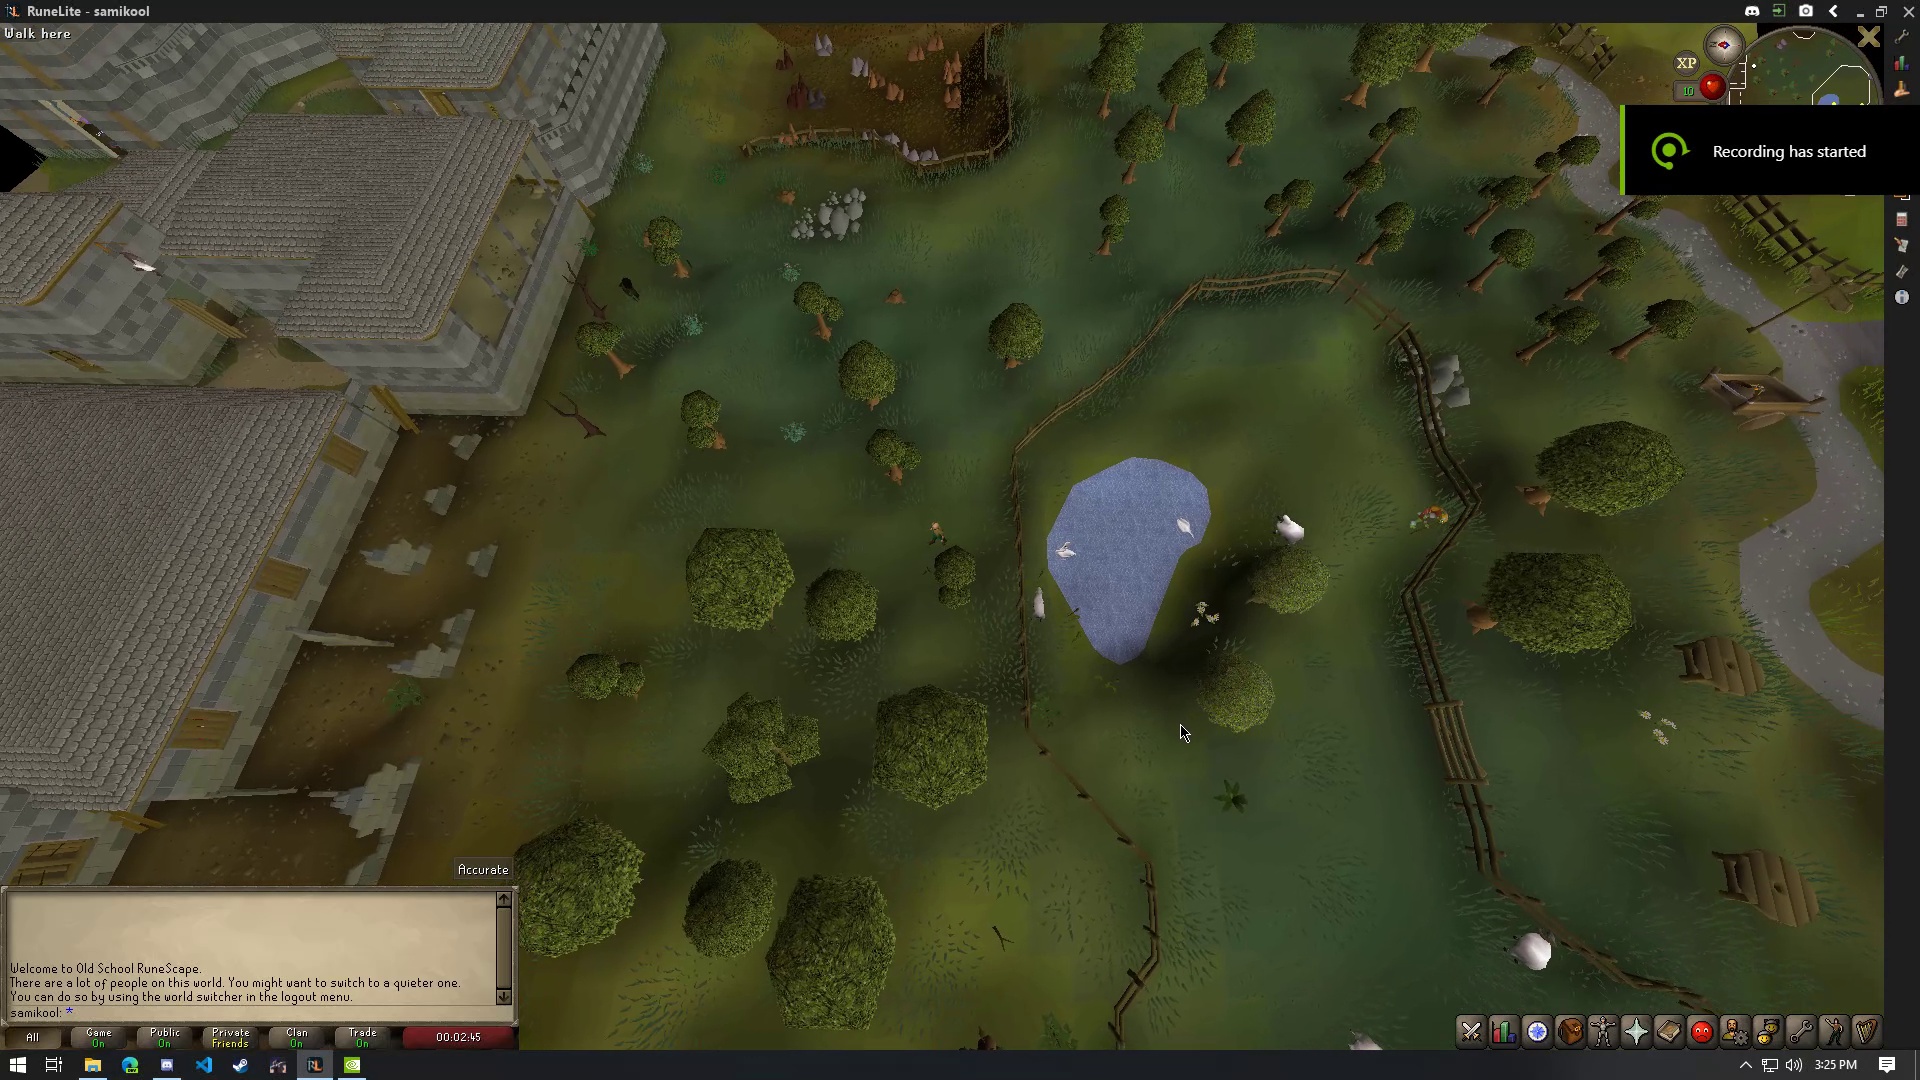 RuneLite - samikool
Walk here
XP
10
Recording has started
Accurate
Welcome to Old School RuneScape.
There are a lot of people on this world. You might want to switch to a quieter one.
You can do so by using the world switcher in the logout menu.
samikool: *
All
Game
On
Public
On
Private
Friends
Clan
On
Trade
On
00:02:45
3:25 PM